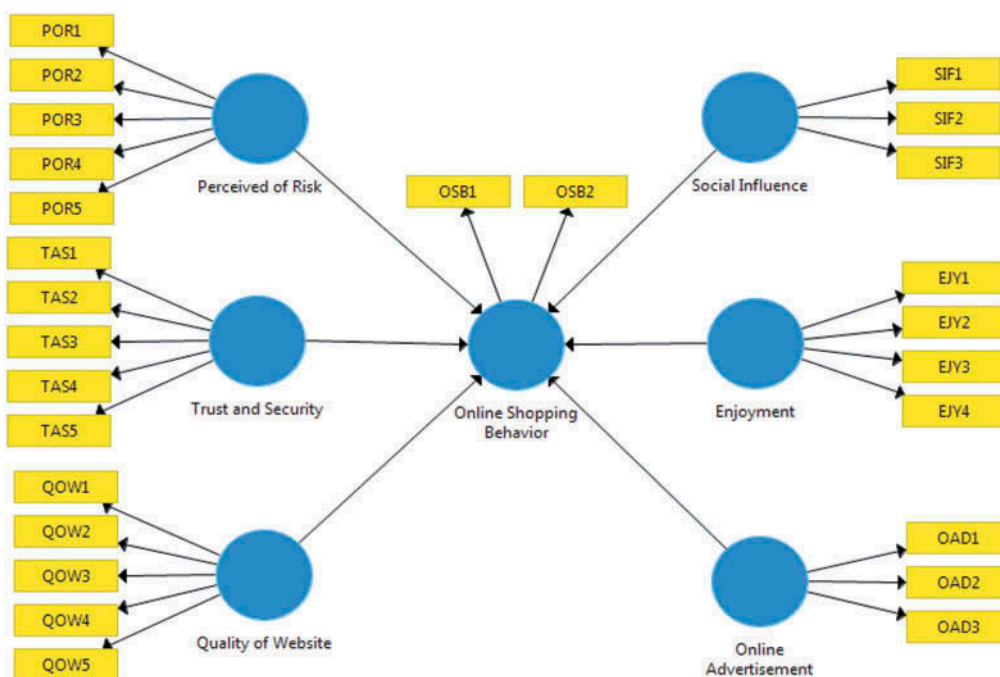 POR1
POR2
POR3
POR4
POR5
Perceived of Risk
TAS1
TAS2
TAS3
TAS4
TAS5
Trust and Security
QOW1
QOW2
QOW3
QOW4
QOW5
Quality of Website
OSB1
OSB2
Online Shopping
Behavior
SIF1
SIF2
SIF3
Social Influence
EJY1
EJY2
EJY3
EJY4
Enjoyment
OAD1
OAD2
OAD3
Online
Advertisement